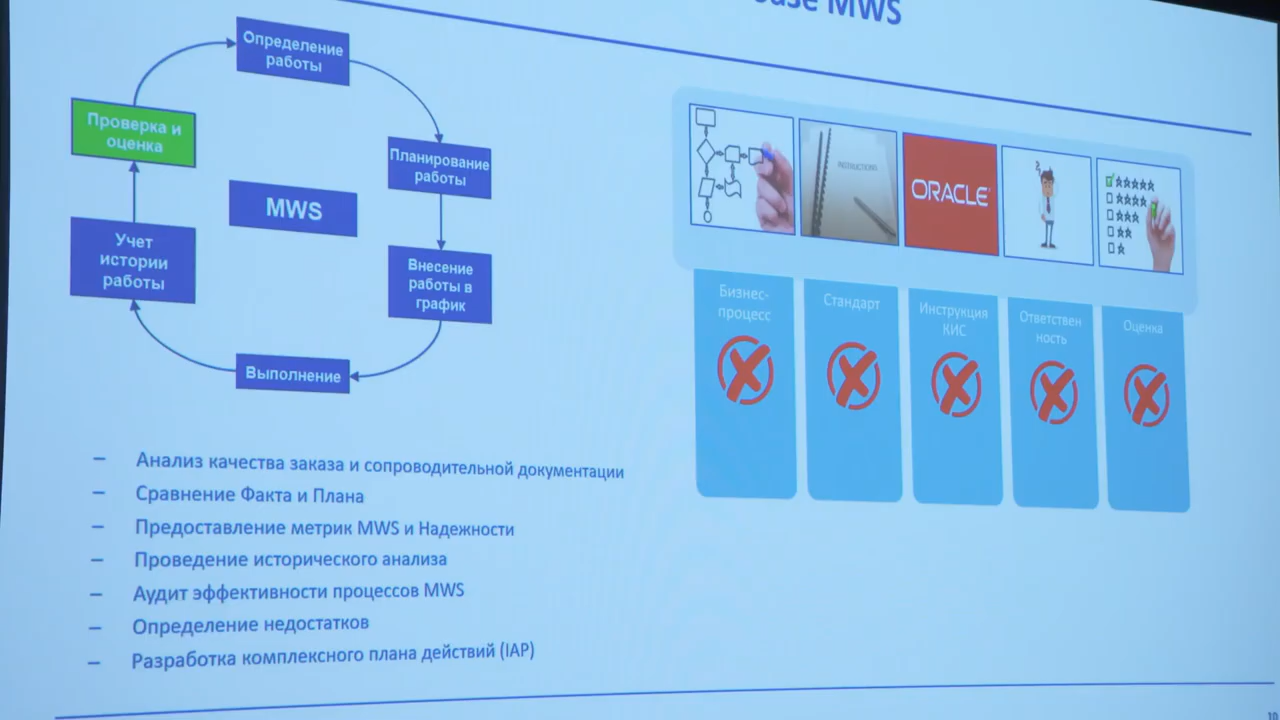 MWS
Определение
работы
Проверка и
оценка
Планирование
работы
MWS
Учет
истории
работы
Внесение
работы в
график
Выполнение
INSTRUCTIONS
ORACLE
Бизнес-
процесс
Стандарт
Инструкция
КИС
Ответствен
ность
Оценка
– Анализ качества заказа и сопроводительной документации
– Сравнение Факта и Плана
– Предоставление метрик MWS и Надежности
– Проведение исторического анализа
– Аудит эффективности процессов MWS
– Определение недостатков
– Разработка комплексного плана действий (IAP)